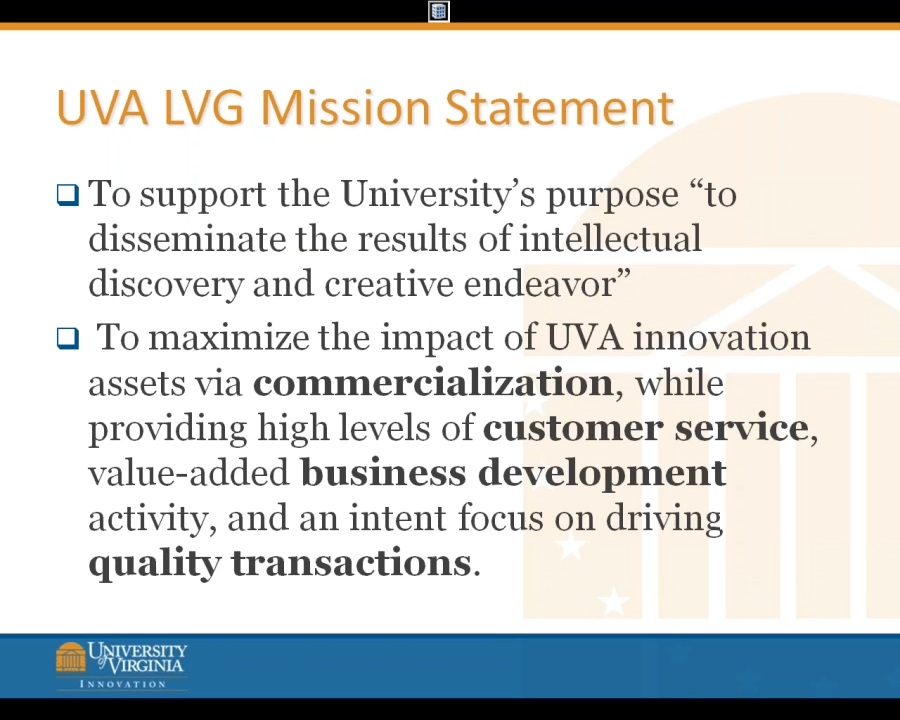 UVA LVG Mission Statement
To support the University’s purpose “to
disseminate the results of intellectual
discovery and creative endeavor”
To maximize the impact of UVA innovation
assets via commercialization, while
providing high levels of customer service,
value-added business development
activity, and an intent focus on driving
quality transactions.
UNIVERSITY
of VIRGINIA
INNOVATION